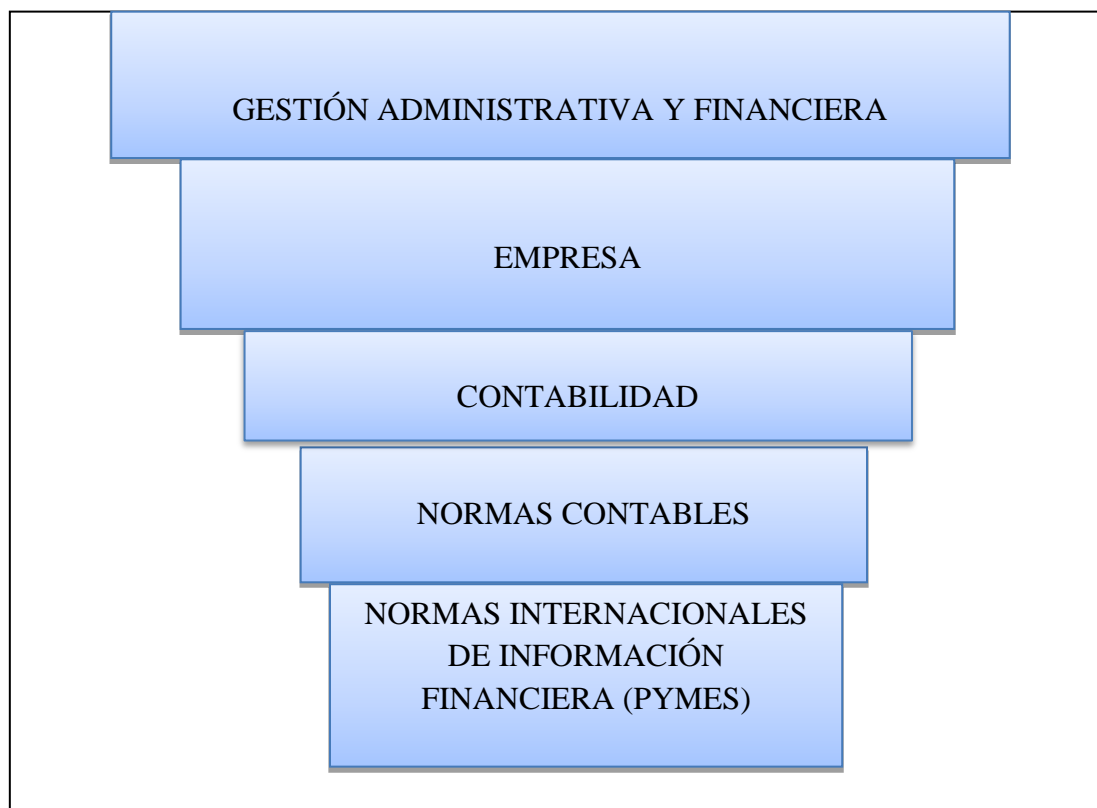 GESTIÓN ADMINISTRATIVA Y FINANCIERA
EMPRESA
CONTABILIDAD
NORMAS CONTABLES
NORMAS INTERNACIONALES
DE INFORMACIÓN
FINANCIERA (PYMES)